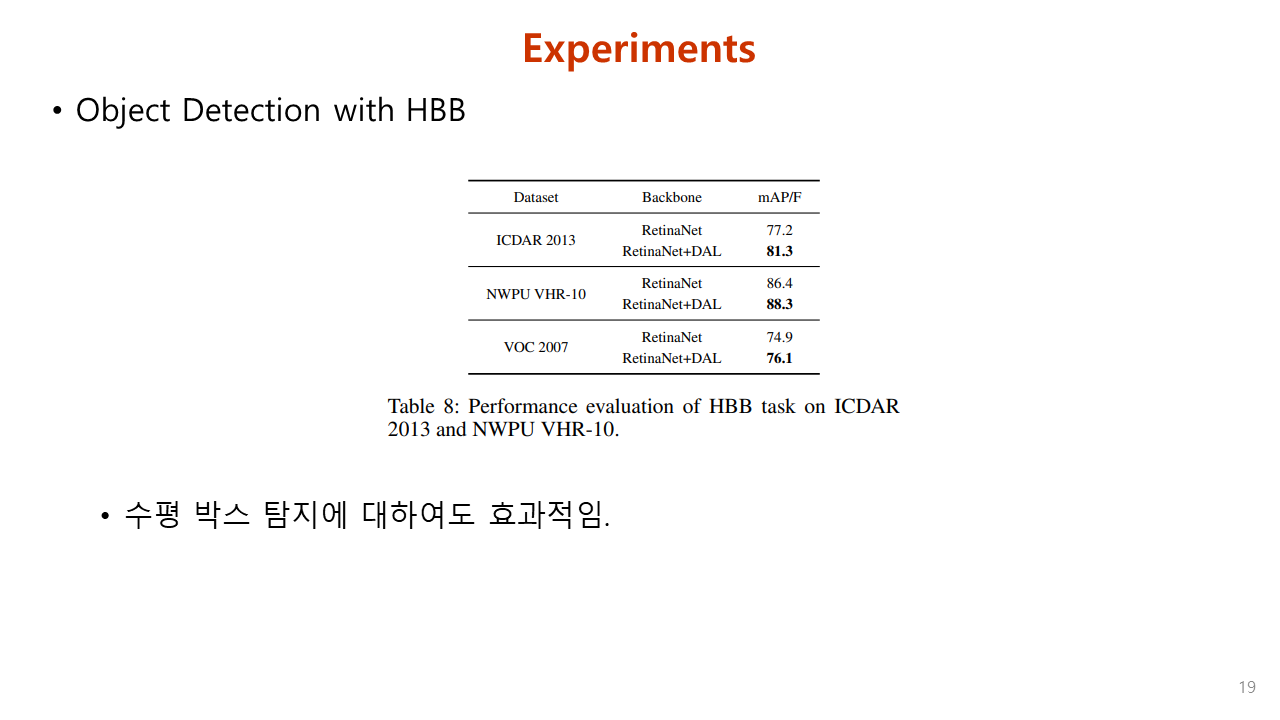 Experiments
• Object Detection with HBB
Dataset Backbone mAP/F
ICDAR 2013
RetinaNet 77.2
RetinaNet+DAL 81.3
NWPU VHR-10
RetinaNet 86.4
RetinaNet+DAL 88.3
VOC 2007
RetinaNet 74.9
RetinaNet+DAL 76.1
Table 8: Performance evaluation of HBB task on ICDAR
2013 and NWPU VHR-10.
• 수평 박스 탐지에 대하여도 효과적임.
19